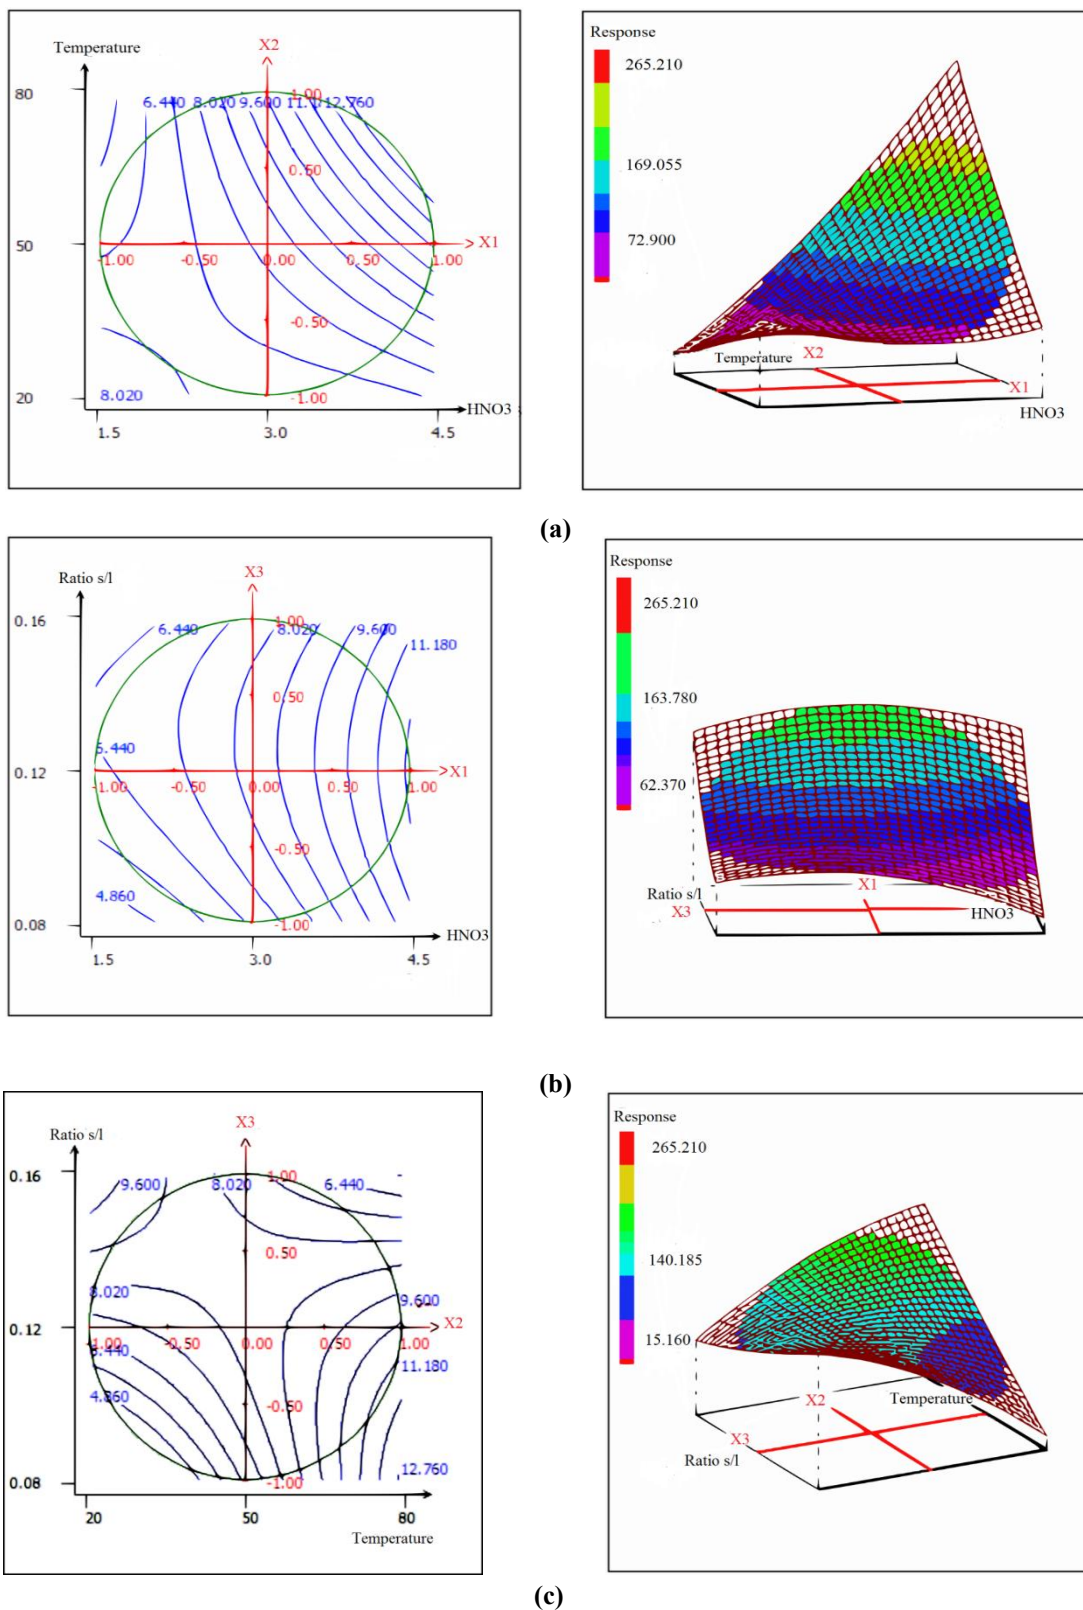 Temperature
X2
80
6.440 8.020 9.600 11.1 12.760
1.00
0.50
50
X1
-1.00 -0.50 0.00 0.50 1.00
-0.50
20
8.020
-1.00
HNO3
1.5 3.0 4.5
Response
265.210
169.055
72.900
Temperature X2
X1
HNO3
(a)
Ratio s/l
X3
0.16
6.440 1.00 8.020 9.600
11.180
0.50
5.440
0.12
X1
-1.00 -0.50 0.00 0.50 1.00
-0.50
4.860
0.08
-1.00
HNO3
1.5 3.0 4.5
Response
265.210
163.780
62.370
Ratio s/l X1
X3 HNO3
(b)
X3
Ratio s/l
0.16
9.600 8.020 1.00 6.440
0.50
8.020
9.600
0.12
X2
1.00 -0.50 0.00 0.50 1.00
.440
11.180
4.860
-0.50
12.760
0.08
-1.00
20 50 80
Temperature
Response
265.210
140.185
15.160
X2 Temperature
X3
Ratio s/l
(c)